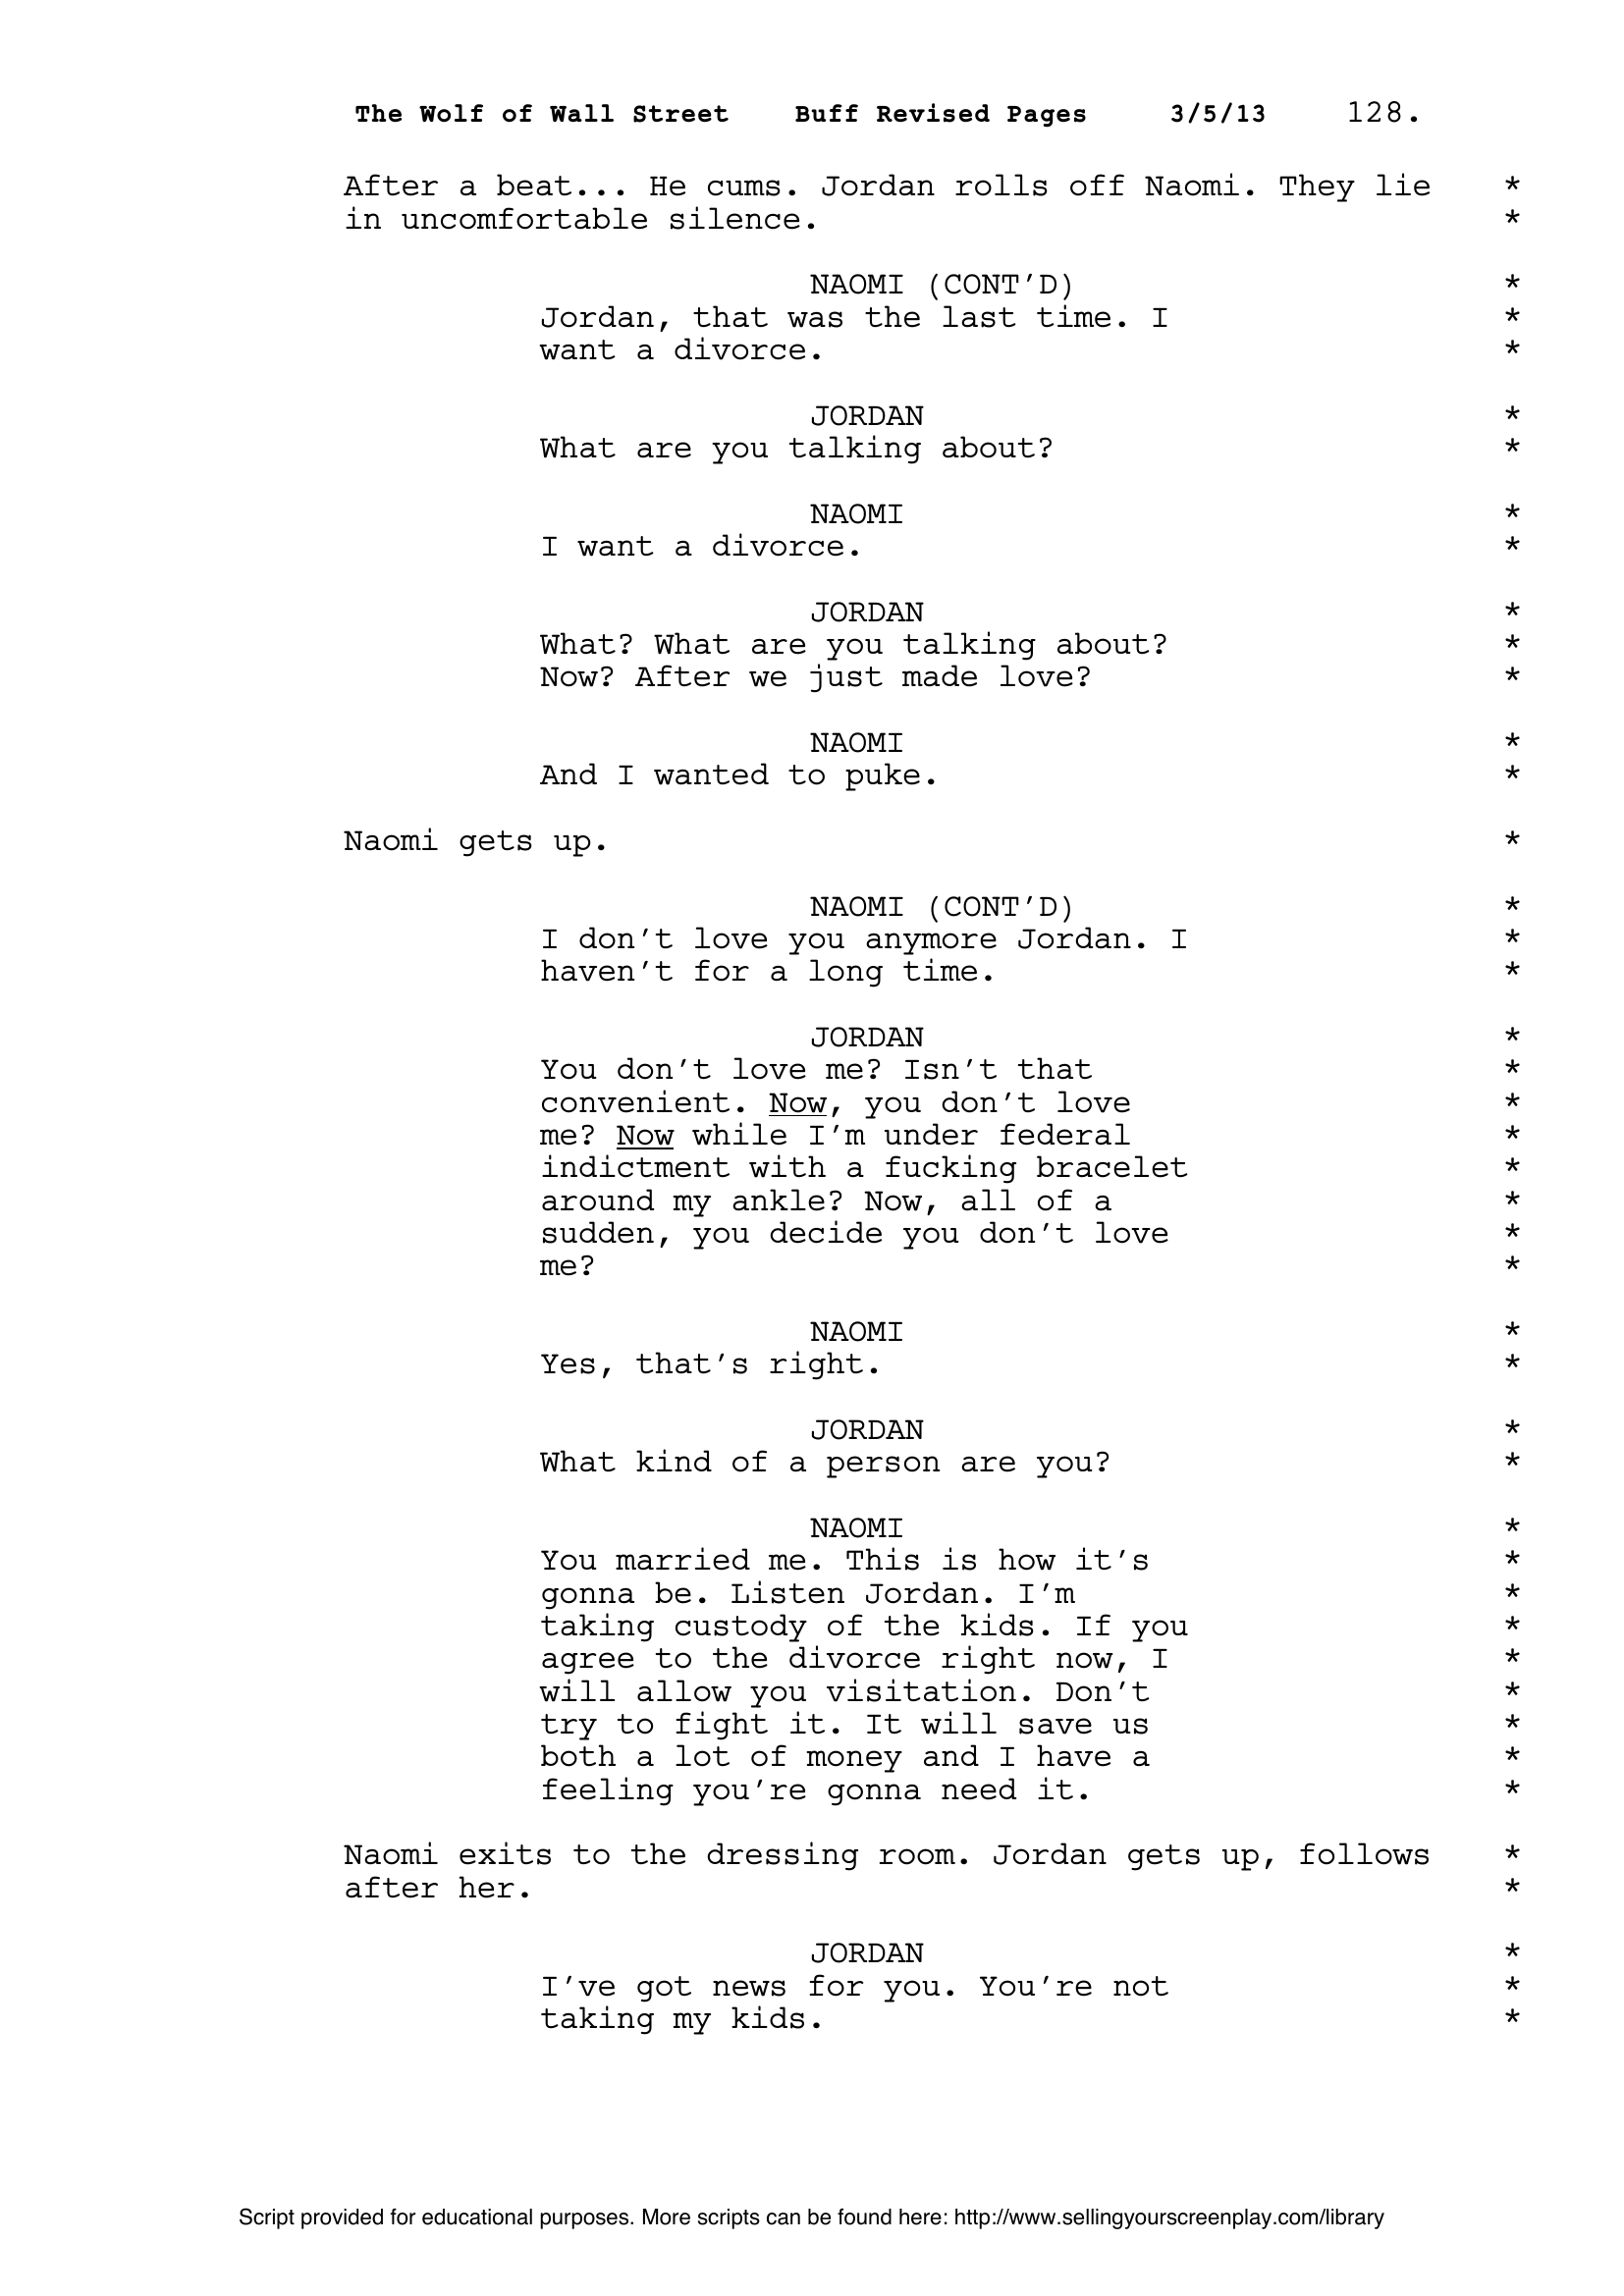 The Wolf of Wall Street Buff Revised Pages 3/5/13 128.
After a beat... He cums. Jordan rolls off Naomi. They lie *
in uncomfortable silence. *
NAOMI (CONT'D) *
Jordan, that was the last time. I *
want a divorce. *
JORDAN *
What are you talking about? *
NAOMI *
I want a divorce. *
JORDAN *
What? What are you talking about? *
Now? After we just made love? *
NAOMI *
And I wanted to puke. *
Naomi gets up. *
NAOMI (CONT'D) *
I don't love you anymore Jordan. I *
haven't for a long time. *
JORDAN *
You don't love me? Isn't that *
convenient. Now, you don't love *
me? Now while I'm under federal *
indictment with a fucking bracelet *
around my ankle? Now, all of a *
sudden, you decide you don't love *
me? *
NAOMI *
Yes, that's right. *
JORDAN *
What kind of a person are you? *
NAOMI *
You married me. This is how it's *
gonna be. Listen Jordan. I'm *
taking custody of the kids. If you *
agree to the divorce right now, I *
will allow you visitation. Don't *
try to fight it. It will save us *
both a lot of money and I have a *
feeling you're gonna need it. *
Naomi exits to the dressing room. Jordan gets up, follows *
after her. *
JORDAN *
I've got news for you. You're not *
taking my kids. *
Script provided for educational purposes. More scripts can be found here: http://www.sellingyourscreenplay.com/library